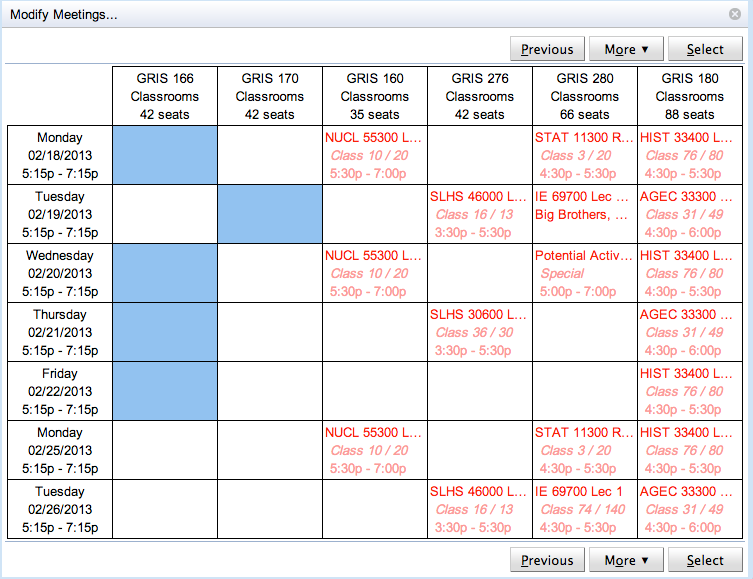 Modify Meetings...
Previous More ▼ Select
GRIS 166 GRIS 170 GRIS 160 GRIS 276 GRIS 280 GRIS 180
Classrooms Classrooms Classrooms Classrooms Classrooms Classrooms
42 seats 42 seats 35 seats 42 seats 66 seats 88 seats
Monday NUCL 55300 L... STAT 11300 R... HIST 33400 L...
02/18/2013 Class 10 / 20 Class 3 / 20 Class 76 / 80
5:15p - 7:15p 5:30p - 7:00p 4:30p - 5:30p 4:30p - 5:30p
Tuesday SLHS 46000 L... IE 69700 Lec ... AGEC 33300 ...
02/19/2013 Class 16 / 13 Big Brothers, ... Class 31 / 49
5:15p - 7:15p 3:30p - 5:30p 4:30p - 6:00p
Wednesday NUCL 55300 L... Potential Activ... HIST 33400 L...
02/20/2013 Class 10 / 20 Special Class 76 / 80
5:15p - 7:15p 5:30p - 7:00p 5:00p - 7:00p 4:30p - 5:30p
Thursday SLHS 30600 L... AGEC 33300 ...
02/21/2013 Class 36 / 30 Class 31 / 49
5:15p - 7:15p 3:30p - 5:30p 4:30p - 6:00p
Friday HIST 33400 L...
02/22/2013 Class 76 / 80
5:15p - 7:15p 4:30p - 5:30p
Monday NUCL 55300 L... STAT 11300 R... HIST 33400 L...
02/25/2013 Class 10 / 20 Class 3 / 20 Class 76 / 80
5:15p - 7:15p 5:30p - 7:00p 4:30p - 5:30p 4:30p - 5:30p
Tuesday SLHS 46000 L... IE 69700 Lec 1 AGEC 33300 ...
02/26/2013 Class 16 / 13 Class 74 / 140 Class 31 / 49
5:15p - 7:15p 3:30p - 5:30p 4:30p - 5:30p 4:30p - 6:00p
Previous More ▼ Select